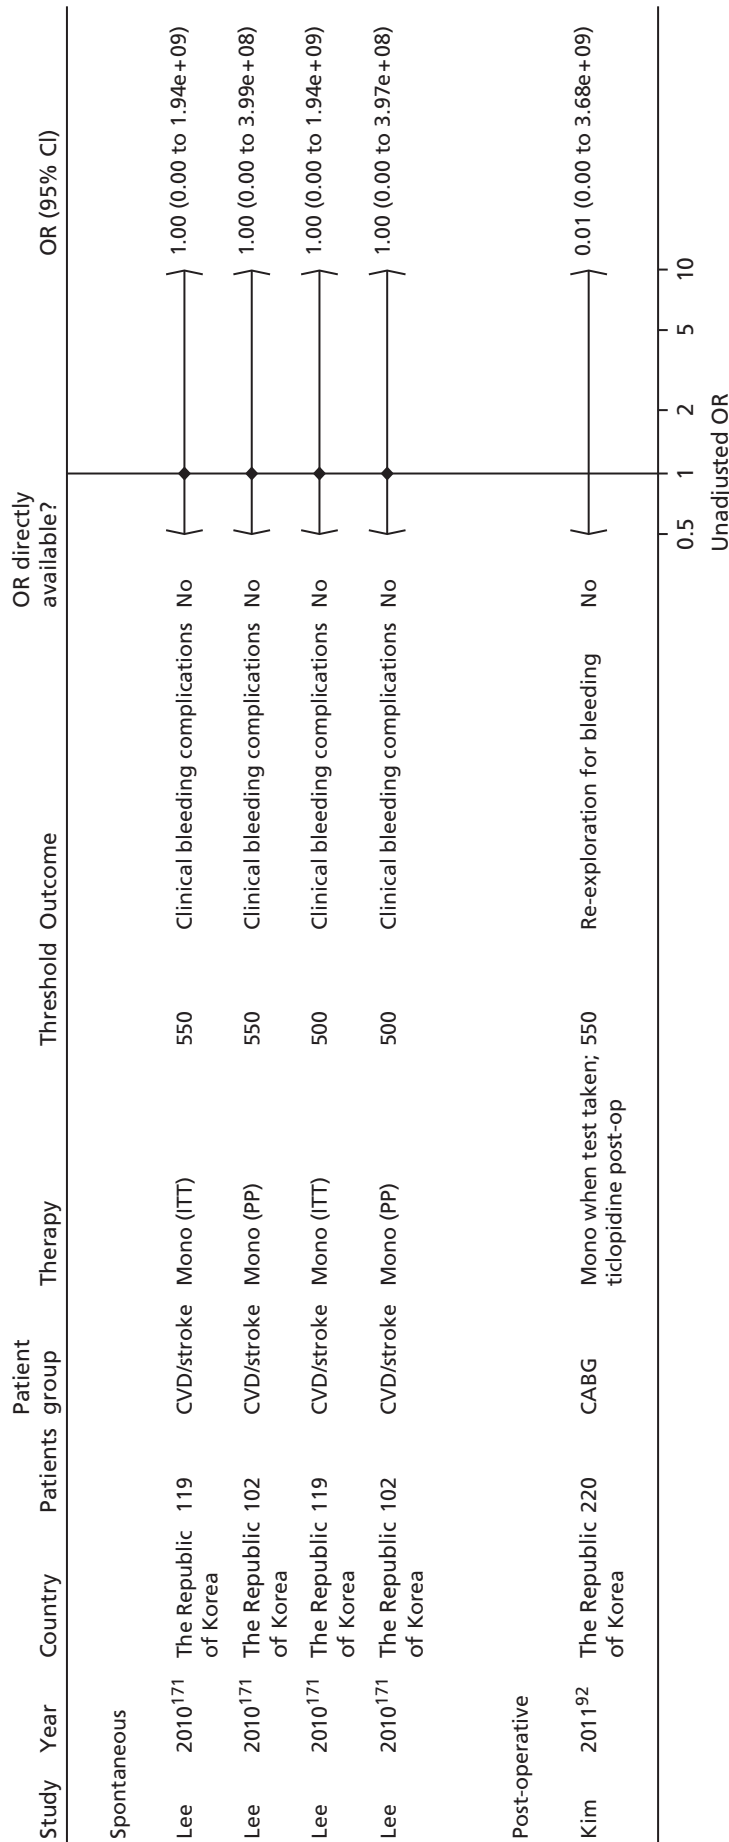 Study Year Country Patients Patient group Therapy Threshold Outcome OR directly available? OR (95% CI)
Spontaneous
Lee 2010171 The Republic 119 CVD/stroke Mono (ITT) 550 Clinical bleeding complications No 1.00 (0.00 to 1.94e+09)
of Korea
Lee 2010171 The Republic 102 CVD/stroke Mono (PP) 550 Clinical bleeding complications No 1.00 (0.00 to 3.99e+08)
of Korea
Lee 2010171 The Republic 119 CVD/stroke Mono (ITT) 500 Clinical bleeding complications No 1.00 (0.00 to 1.94e+09)
of Korea
Lee 2010171 The Republic 102 CVD/stroke Mono (PP) 500 Clinical bleeding complications No 1.00 (0.00 to 3.97e+08)
of Korea
Post-operative
Kim 201192 The Republic 220 CABG Mono when test taken; 550 Re-exploration for bleeding No 0.01 (0.00 to 3.68e+09)
of Korea ticlopidine post-op
0.5 1 2 5 10
Unadjusted OR